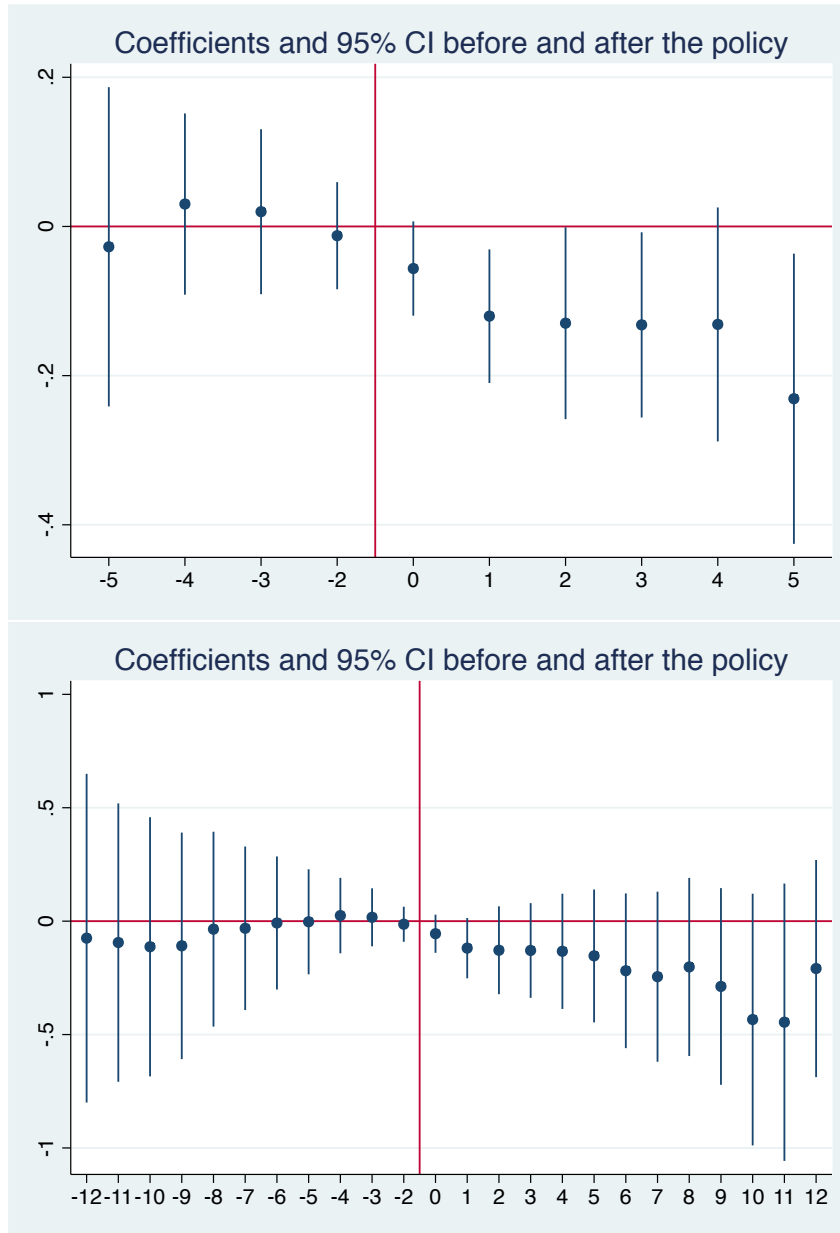 Coefficients and 95% CI before and after the policy
.2
0
-.2
-.4
-5 -4 -3 -2 0 1 2 3 4 5
Coefficients and 95% CI before and after the policy
1
.5
0
-.5
-1
-12 -11 -10 -9 -8 -7 -6 -5 -4 -3 -2 0 1 2 3 4 5 6 7 8 9 10 11 12